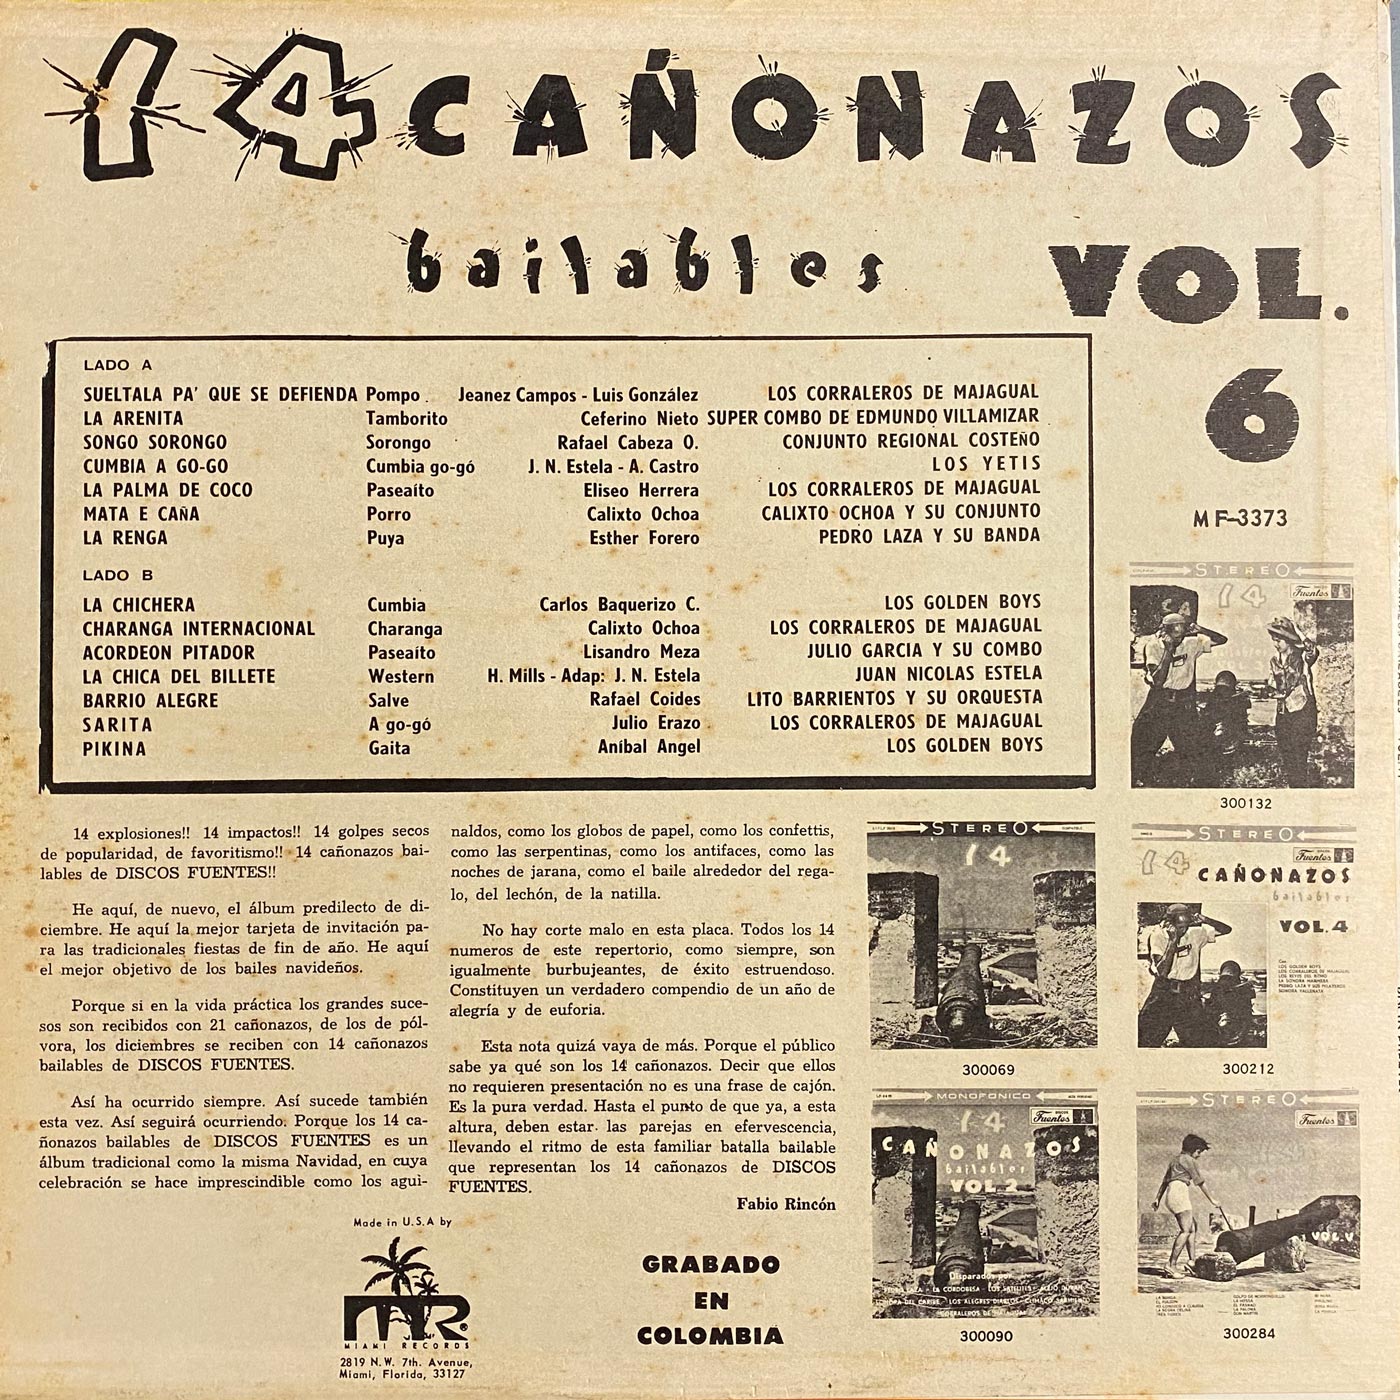 14 CAÑONAZOS
bailables VOL.
6
MF-3373
LADO A
SUELTALA PA' QUE SE DEFIENDA Pompo Jeanez Campos - Luis González LOS CORRALEROS DE MAJAGUAL
LA ARENITA Tamborito Ceferino Nieto SUPER COMBO DE EDMUNDO VILLAMIZAR
SONGO SORONGO Sorongo Rafael Cabeza O. CONJUNTO REGIONAL COSTEÑO
CUMBIA A GO-GO Cumbia go-gó J. N. Estela - A. Castro LOS YETIS
LA PALMA DE COCO Paseaíto Eliseo Herrera LOS CORRALEROS DE MAJAGUAL
MATA E CAÑA Porro Calixto Ochoa CALIXTO OCHOA Y SU CONJUNTO
LA RENGA Puya Esther Forero PEDRO LAZA Y SU BANDA
LADO B
LA CHICHERA Cumbia Carlos Baquerizo C. LOS GOLDEN BOYS
CHARANGA INTERNACIONAL Charanga Calixto Ochoa LOS CORRALEROS DE MAJAGUAL
ACORDEON PITADOR Paseaíto Lisandro Meza JULIO GARCIA Y SU COMBO
LA CHICA DEL BILLETE Western H. Mills - Adap: J. N. Estela JUAN NICOLAS ESTELA
BARRIO ALEGRE Salve Rafael Coides LITO BARRIENTOS Y SU ORQUESTA
SARITA A go-gó Julio Erazo LOS CORRALEROS DE MAJAGUAL
PIKINA Gaita Aníbal Angel LOS GOLDEN BOYS
14 explosiones!! 14 impactos!! 14 golpes secos
de popularidad, de favoritismo!! 14 cañonazos bai-
lables de DISCOS FUENTES!!
He aquí, de nuevo, el álbum predilecto de di-
ciembre. He aquí la mejor tarjeta de invitación pa-
ra las tradicionales fiestas de fin de año. He aquí
el mejor objetivo de los bailes navideños.
Porque si en la vida práctica los grandes suce-
sos son recibidos con 21 cañonazos, de los de pól-
vora, los diciembres se reciben con 14 cañonazos
bailables de DISCOS FUENTES.
Así ha ocurrido siempre. Así sucede también
esta vez. Así seguirá ocurriendo. Porque los 14 ca-
ñonazos bailables de DISCOS FUENTES es un
álbum tradicional como la misma Navidad, en cuya
celebración se hace imprescindible como los agui-
naldos, como los globos de papel, como los confettis,
como las serpentinas, como los antifaces, como las
noches de jarana, como el baile alrededor del rega-
lo, del lechón, de la natilla.
No hay corte malo en esta placa. Todos los 14
numeros de este repertorio, como siempre, son
igualmente burbujeantes, de éxito estruendoso.
Constituyen un verdadero compendio de un año de
alegría y de euforia.
Esta nota quizá vaya de más. Porque el público
sabe ya qué son los 14 cañonazos. Decir que ellos
no requieren presentación no es una frase de cajón.
Es la pura verdad. Hasta el punto de que ya, a esta
altura, deben estar las parejas en efervescencia,
llevando el ritmo de esta familiar batalla bailable
que representan los 14 cañonazos de DISCOS
FUENTES.
Fabio Rincón
Made in U.S.A by
MR®
MIAMI RECORDS
2819 N.W. 7th. Avenue,
Miami, Florida, 33127
GRABADO
EN
COLOMBIA
STEREO
14
Fuentes
300132
STEREO
14
300069
STEREO
Fuentes
14 CAÑONAZOS
bailables
VOL. 4
LOS GOLDEN BOYS
LOS CORRALEROS DE MAJAGUAL
300212
MONOFONICO
14
Fuentes
CAÑONAZOS
bailables
VOL 2
Disparados por
300090
STEREO
Fuentes
VOL. V
300284